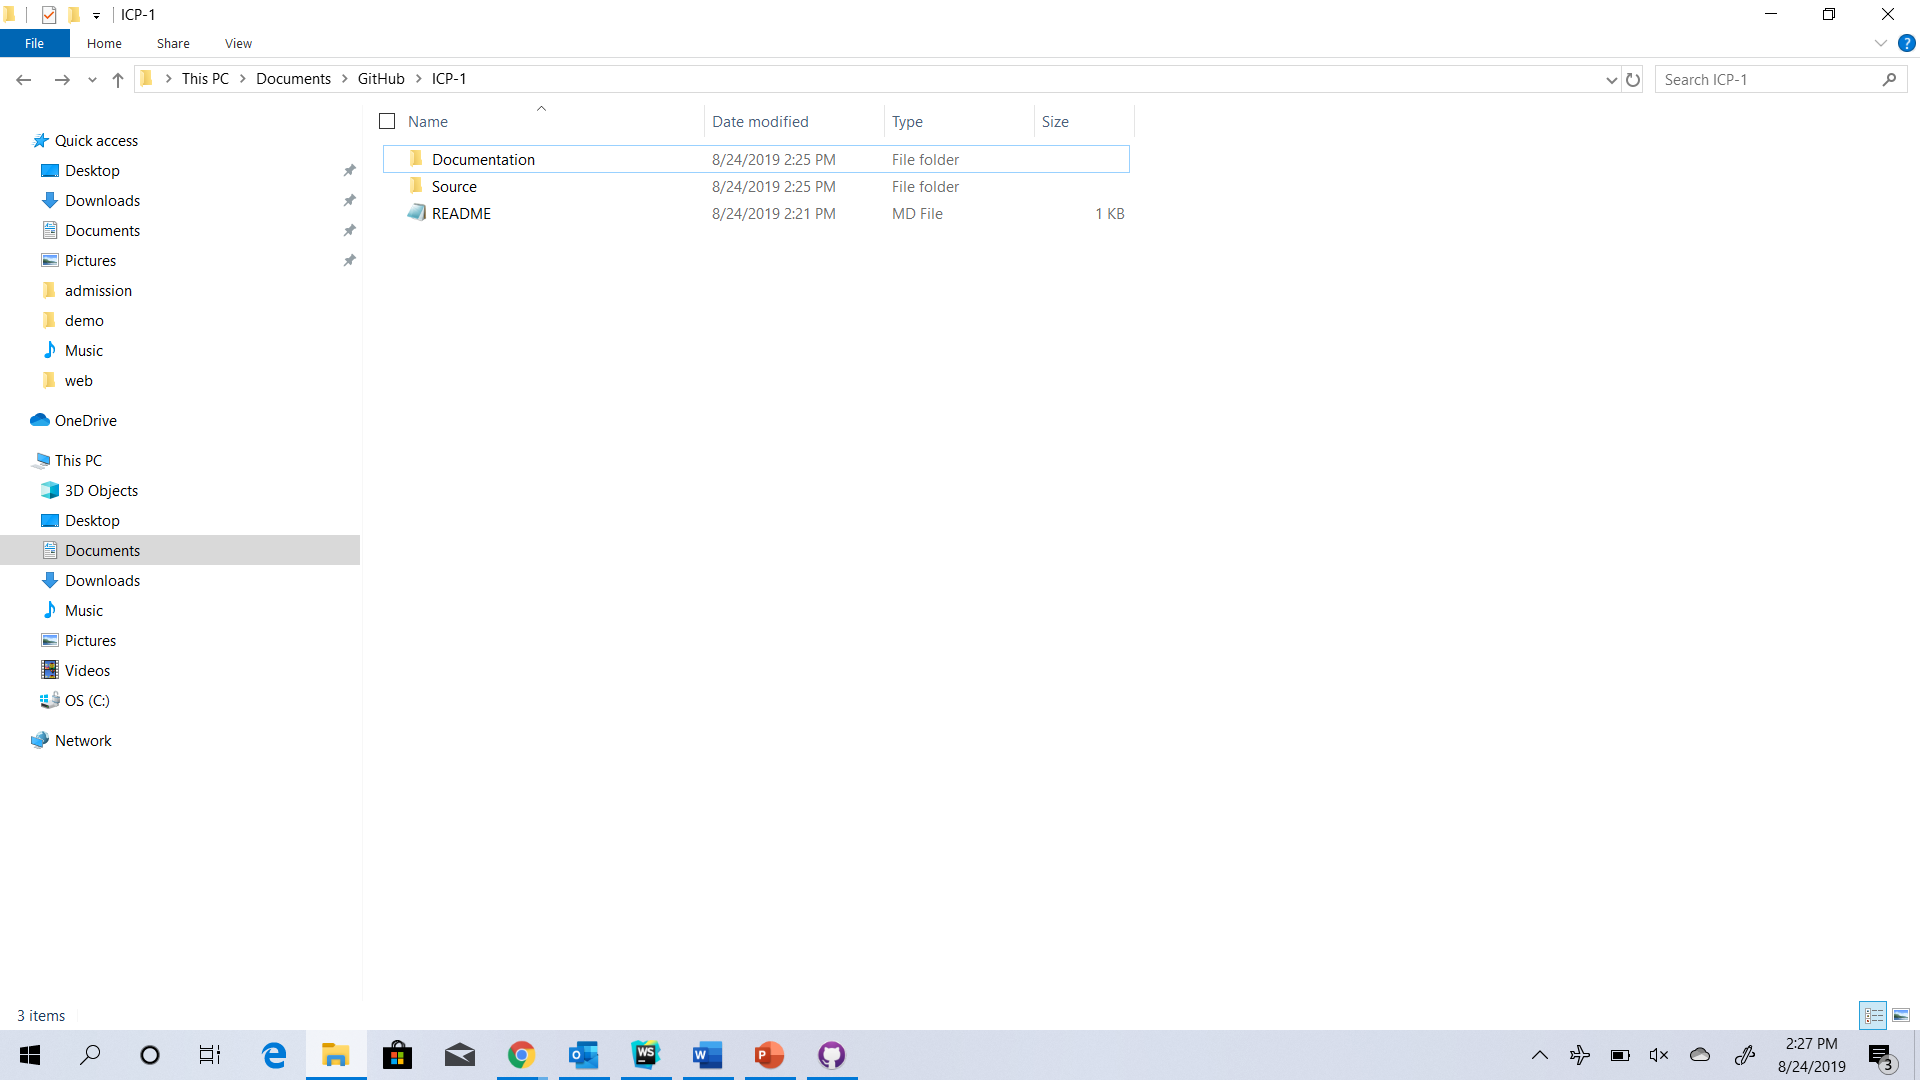 ICP-1
File Home Share View ?
This PC Documents GitHub ICP-1
Search ICP-1
Name Date modified Type Size
Documentation 8/24/2019 2:25 PM File folder
Source 8/24/2019 2:25 PM File folder
README 8/24/2019 2:21 PM MD File 1 KB
Quick access
Desktop
Downloads
Documents
Pictures
admission
demo
Music
web
OneDrive
This PC
3D Objects
Desktop
Documents
Downloads
Music
Pictures
Videos
OS (C:)
Network
3 items
WS
W
P
2:27 PM
8/24/2019
3